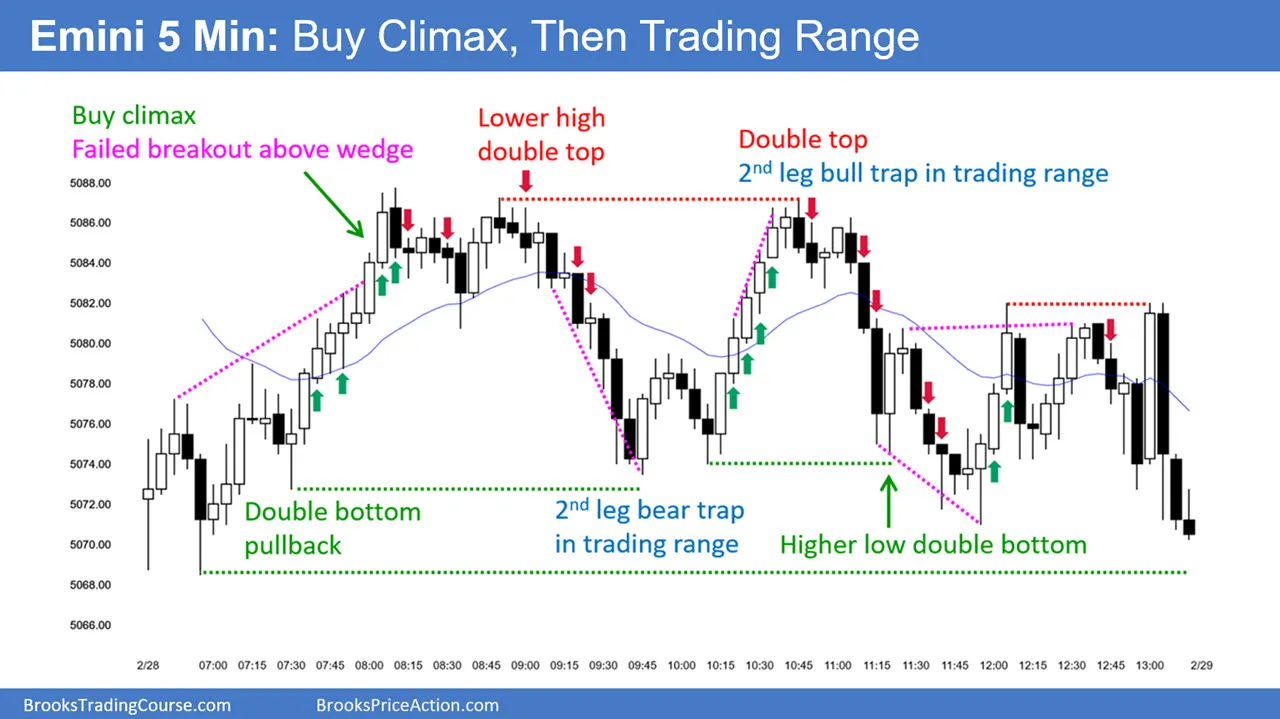 Emini 5 Min: Buy Climax, Then Trading Range
Buy climax
Failed breakout above wedge
Lower high
double top
Double top
2nd leg bull trap in trading range
5088.00
5086.00
5084.00
5082.00
5080.00
5078.00
5076.00
5074.00
5072.00
5070.00
5068.00
5066.00
Double bottom
pullback
2nd leg bear trap
in trading range
Higher low double bottom
2/28 07:00 07:15 07:30 07:45 08:00 08:15 08:30 08:45 09:00 09:15 09:30 09:45 10:00 10:15 10:30 10:45 11:00 11:15 11:30 11:45 12:00 12:15 12:30 12:45 13:00 2/29
BrooksTradingCourse.com BrooksPriceAction.com